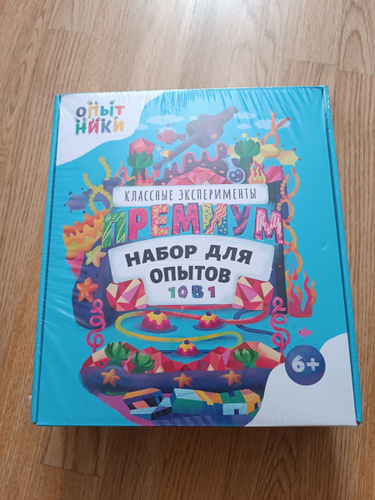 ОПЫТ
НИКИ
КЛАССНЫЕ ЭКСПЕРИМЕНТЫ
ПРЕМИУМ
НАБОР ДЛЯ
ОПЫТОВ
10 В 1
6+